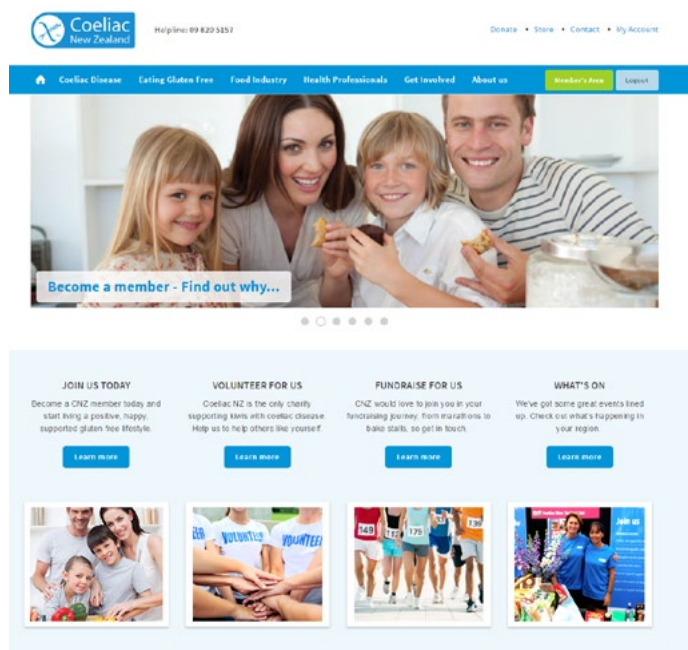 Coeliac
New Zealand
Helpline: 09 820 5157
Donate • Store • Contact • My Account
Coeliac Disease Eating Gluten Free Food Industry Health Professionals Get Involved About us Member's Area Logout
Become a member - Find out why...
JOIN US TODAY
Become a CNZ member today and
start living a positive, happy,
supported gluten free lifestyle.
Learn more
VOLUNTEER FOR US
Coeliac NZ is the only charity
supporting kiwis with coeliac disease.
Help us to help others like yourself.
Learn more
FUNDRAISE FOR US
CNZ would love to join you in your
fundraising journey, from marathons to
bake stalls, so get in touch.
Learn more
WHAT'S ON
We've got some great events lined
up. Check out what's happening in
your region.
Learn more
VOLUNTEER
VOLUNTEER
149
175
139
Join us